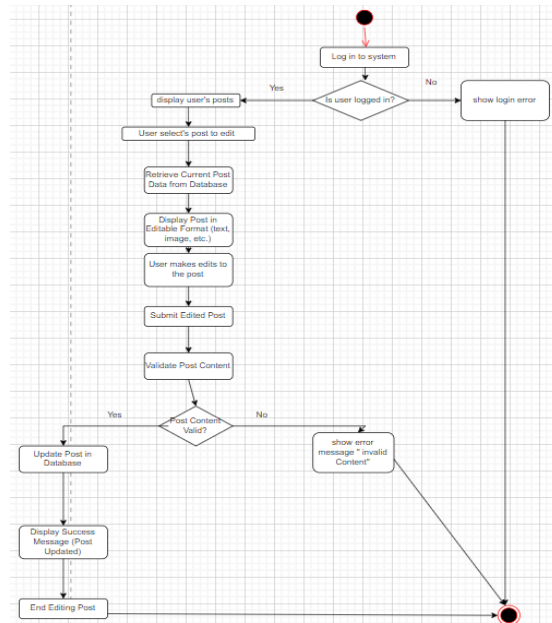 Log in to system
No
Yes
Is user logged in?
show login error
display user's posts
User select's post to edit
Retrieve Current Post
Data from Database
Display Post in
Editable Format (text,
image, etc.)
User makes edits to
the post
Submit Edited Post
Validate Post Content
Yes
No
Post Content
Valid?
show error
message " invalid
Content"
Update Post in
Database
Display Success
Message (Post
Updated)
End Editing Post